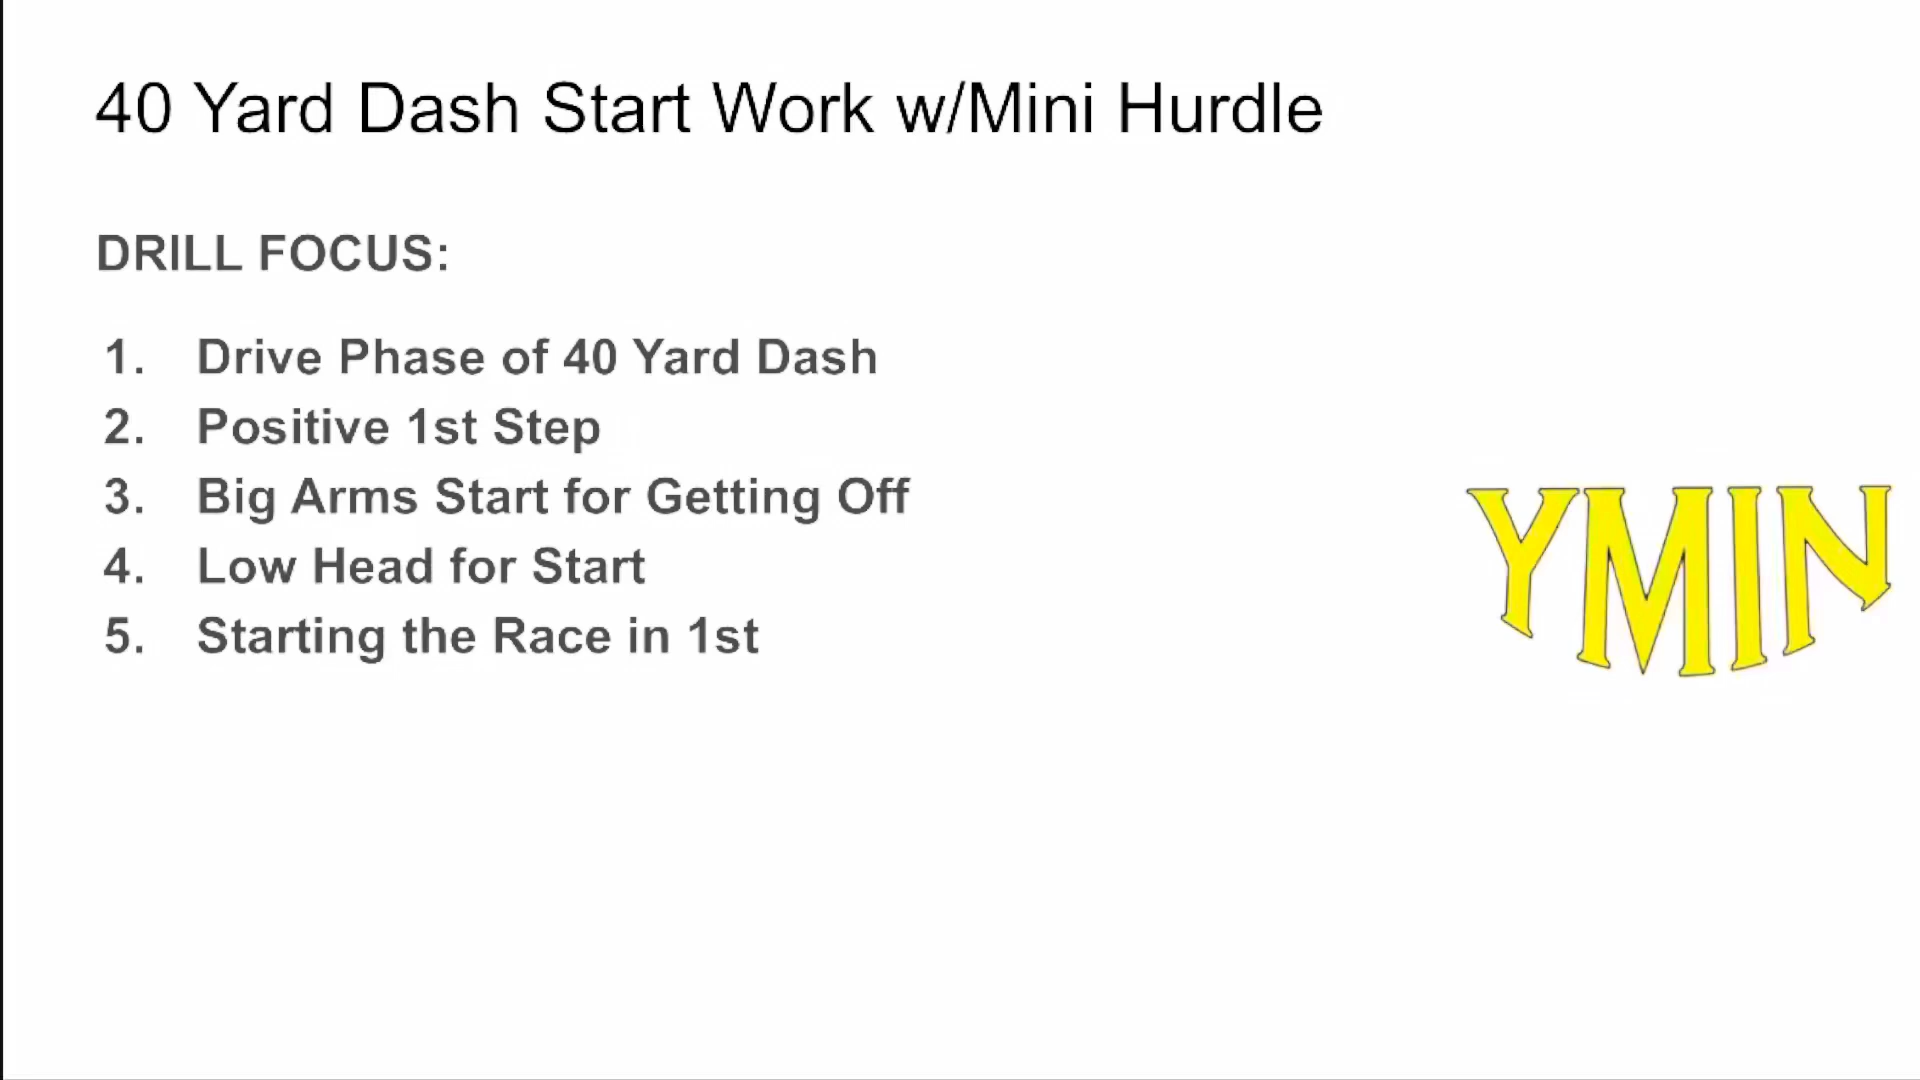 40 Yard Dash Start Work w/Mini Hurdle
DRILL FOCUS:
1. Drive Phase of 40 Yard Dash
2. Positive 1st Step
3. Big Arms Start for Getting Off
4. Low Head for Start
5. Starting the Race in 1st
YMIN